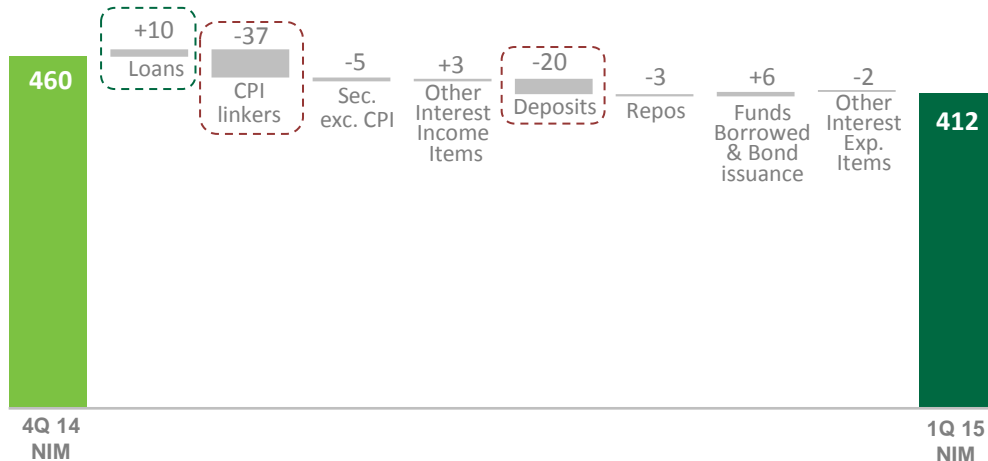 460
+10
Loans
-37
CPI
linkers
-5
Sec.
exc. CPI
+3
Other
Interest
Income
Items
-20
Deposits
-3
Repos
+6
Funds
Borrowed
& Bond
issuance
-2
Other
Interest
Exp.
Items
412
4Q 14
NIM
1Q 15
NIM